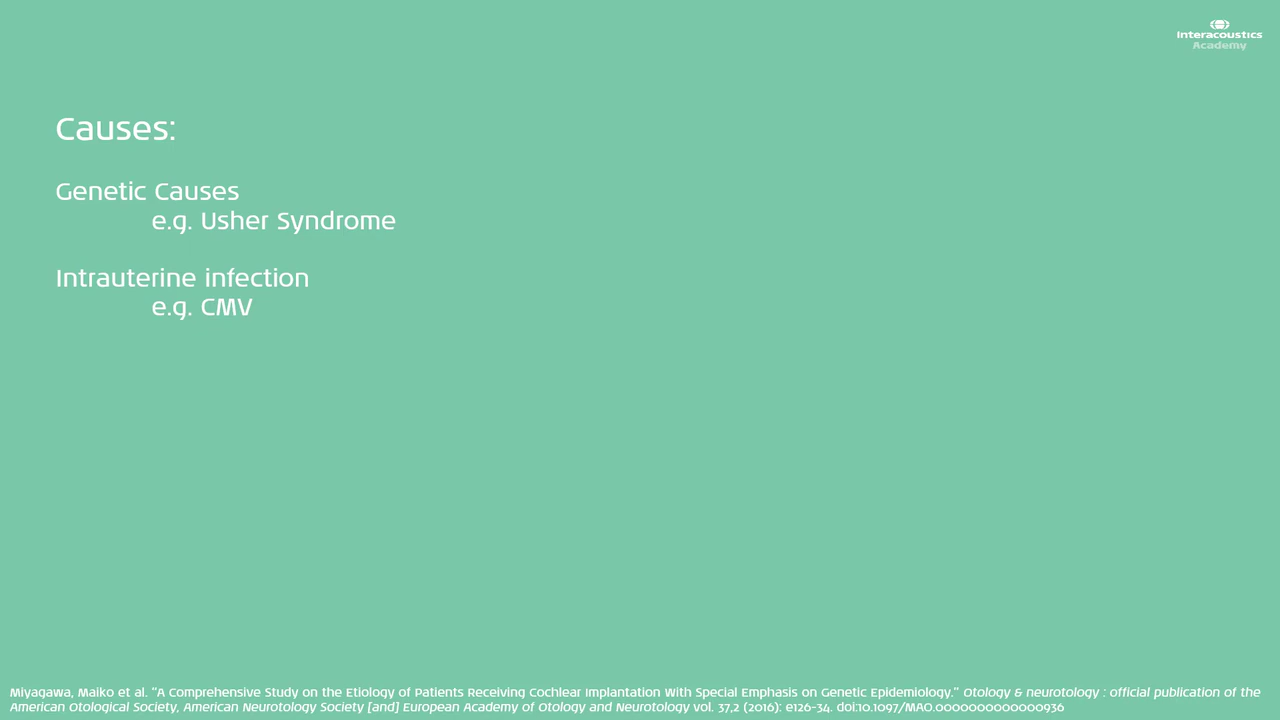 Interacoustics
Academy
Causes:
Genetic Causes
e.g. Usher Syndrome
Intrauterine infection
e.g. CMV
Miyagawa, Maiko et al. “A Comprehensive Study on the Etiology of Patients Receiving Cochlear Implantation With Special Emphasis on Genetic Epidemiology.” Otology & neurotology : official publication of the
American Otological Society, American Neurotology Society [and] European Academy of Otology and Neurotology vol. 37,2 (2016): e126-34. doi:10.1097/MAO.0000000000000936